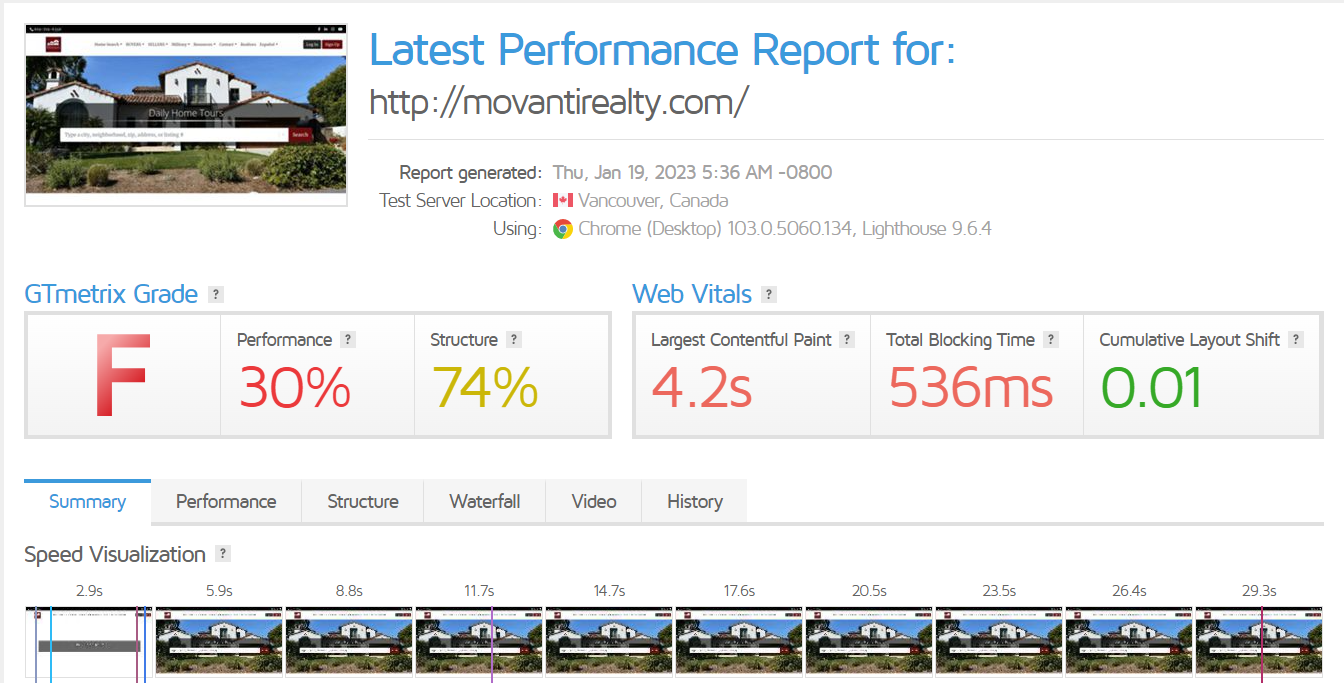 Home Search BUYERS SELLERS Military Resources Contact Realtors Español Log In Sign Up
Daily Home Tours
Type a city, neighborhood, zip, address, or listing # Search
Latest Performance Report for:
http://movantirealty.com/
Report generated: Thu, Jan 19, 2023 5:36 AM -0800
Test Server Location: Vancouver, Canada
Using: Chrome (Desktop) 103.0.5060.134, Lighthouse 9.6.4
GTmetrix Grade ? Web Vitals ?
Performance ? Structure ? Largest Contentful Paint ? Total Blocking Time ? Cumulative Layout Shift ?
F 30% 74% 4.2s 536ms 0.01
Summary Performance Structure Waterfall Video History
Speed Visualization ?
2.9s 5.9s 8.8s 11.7s 14.7s 17.6s 20.5s 23.5s 26.4s 29.3s